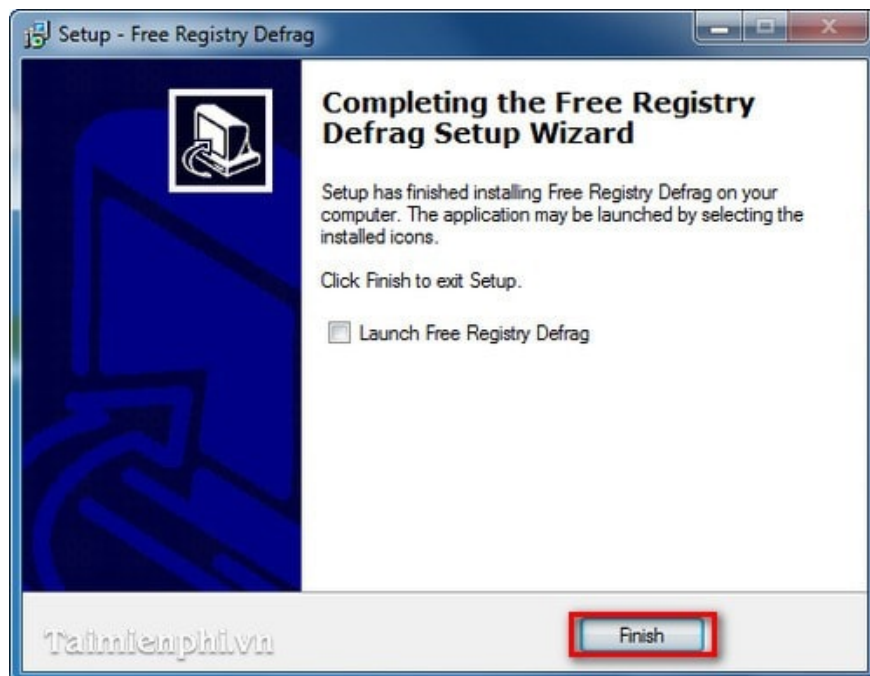 Setup - Free Registry Defrag
Completing the Free Registry
Defrag Setup Wizard
Setup has finished installing Free Registry Defrag on your
computer. The application may be launched by selecting the
installed icons.
Click Finish to exit Setup.
Launch Free Registry Defrag
Taimienphi.vn
Finish